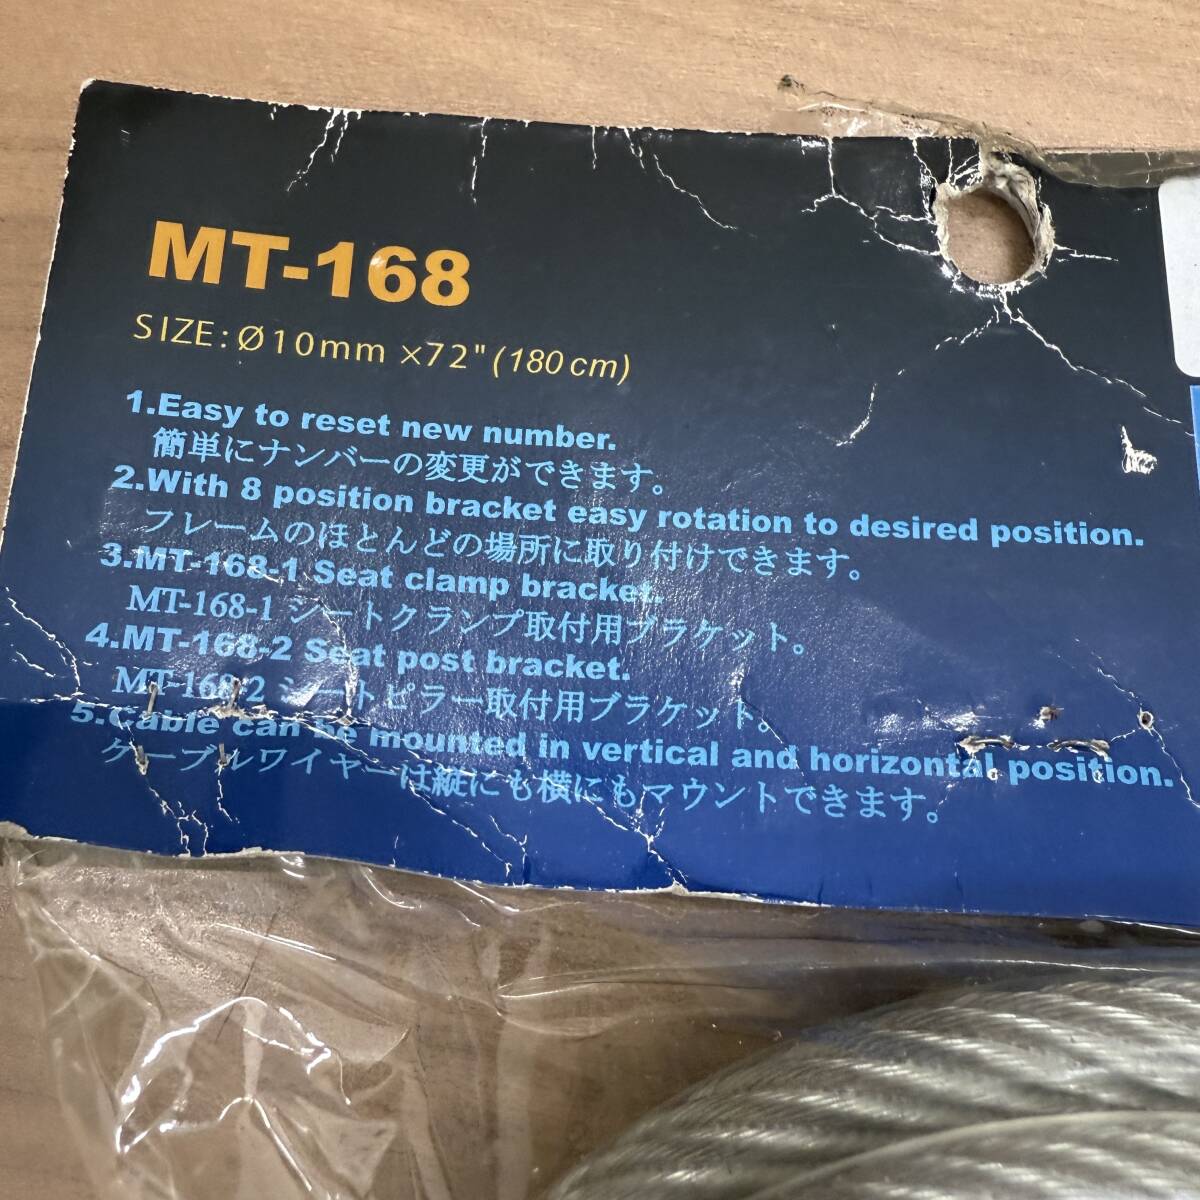 MT-168
SIZE: Ø10mm ×72" (180cm)
1.Easy to reset new number.
簡単にナンバーの変更ができます。
2.With 8 position bracket easy rotation to desired position.
フレームのほとんどの場所に取り付けできます。
3.MT-168-1 Seat clamp bracket.
MT-168-1 シートクランプ取付用ブラケット。
4.MT-168-2 Seat post bracket.
MT-168-2 シートピラー取付用ブラケット。
5.Cable can be mounted in vertical and horizontal position.
ケーブルワイヤーは縦にも横にもマウントできます。